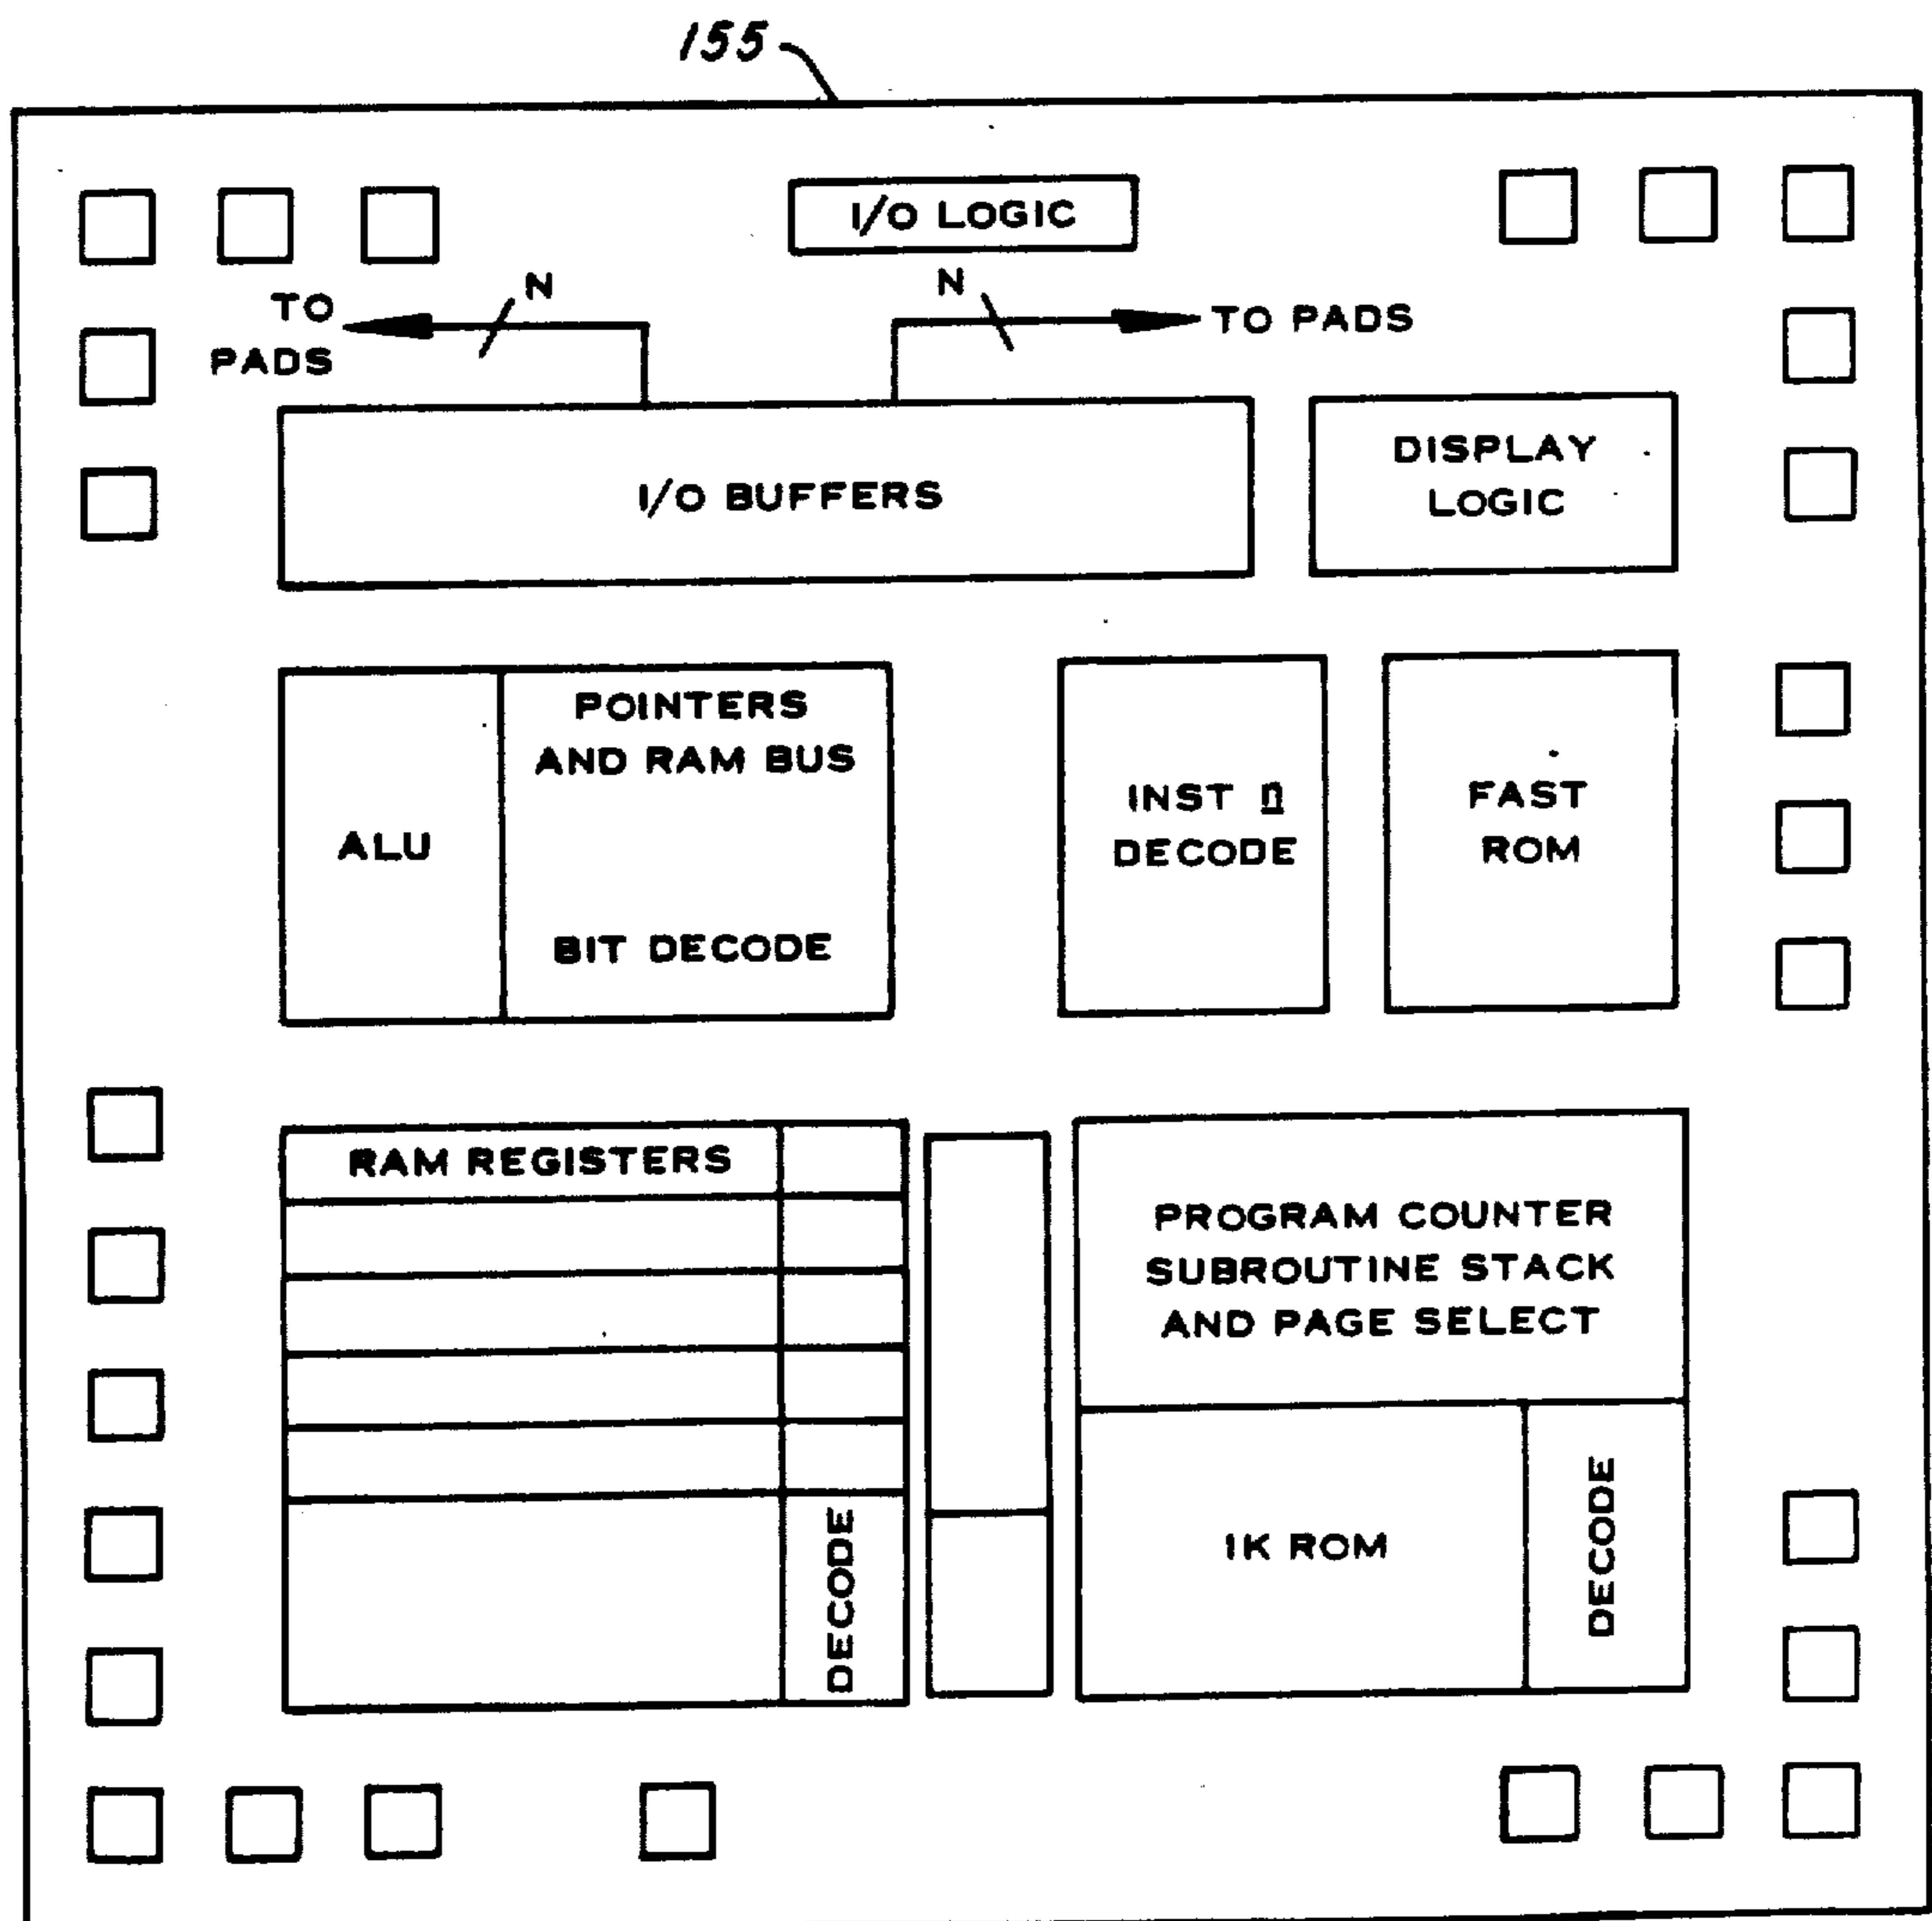 155
I/O LOGIC
N
N
TO
PADS
TO PADS
I/O BUFFERS
DISPLAY
LOGIC
POINTERS
AND RAM BUS
ALU
BIT DECODE
INST n
DECODE
FAST
ROM
RAM REGISTERS
DECODE
PROGRAM COUNTER
SUBROUTINE STACK
AND PAGE SELECT
1K ROM
DECODE